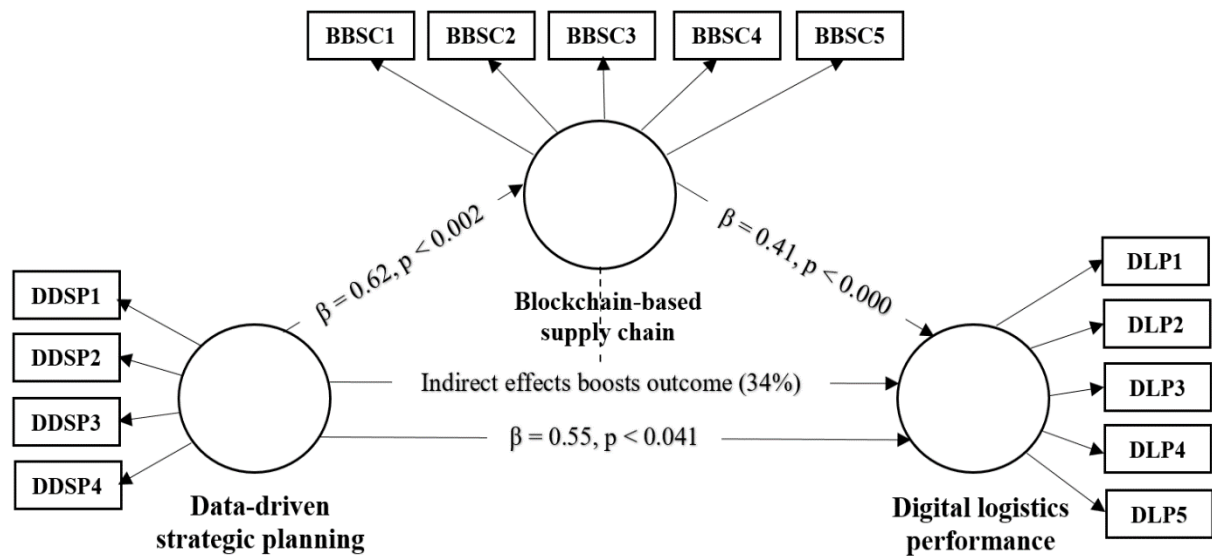 BBSC1
BBSC2
BBSC3
BBSC4
BBSC5
β = 0.62, p < 0.002
β = 0.41, p < 0.000
Blockchain-based
supply chain
DDSP1
DDSP2
DDSP3
DDSP4
Indirect effects boosts outcome (34%)
β = 0.55, p < 0.041
DLP1
DLP2
DLP3
DLP4
DLP5
Data-driven
strategic planning
Digital logistics
performance